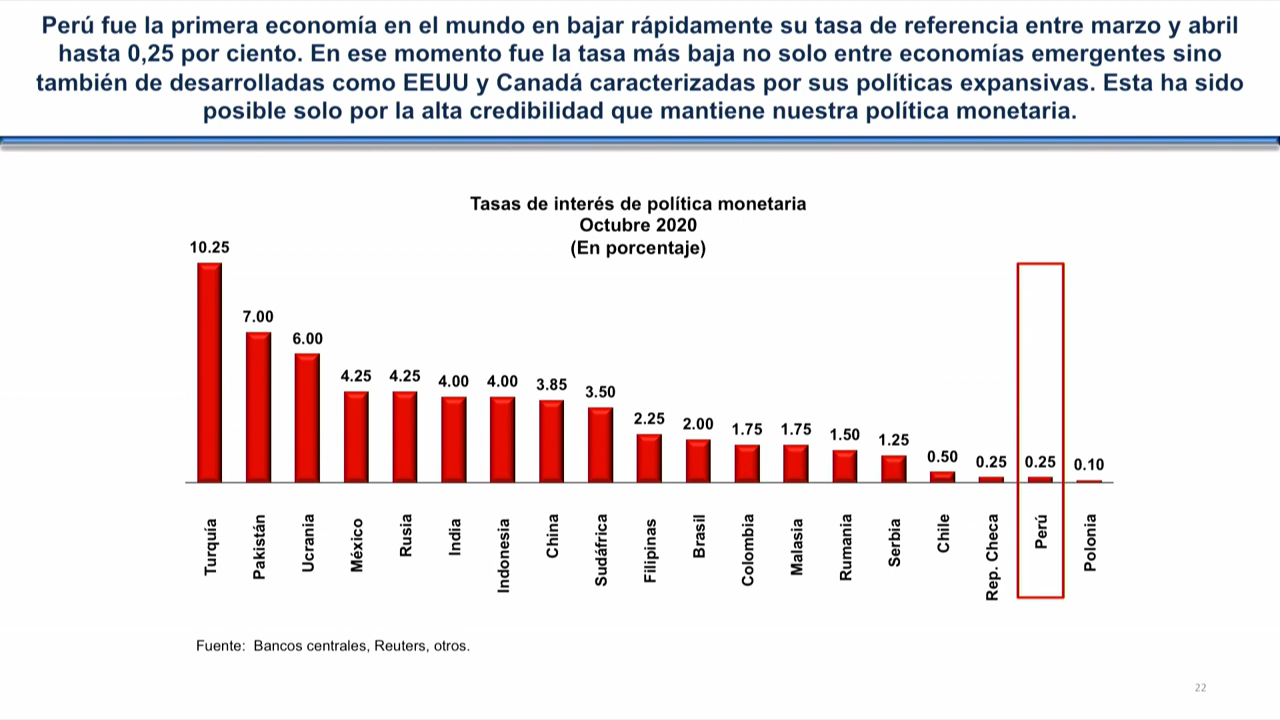 Perú fue la primera economía en el mundo en bajar rápidamente su tasa de referencia entre marzo y abril
hasta 0,25 por ciento. En ese momento fue la tasa más baja no solo entre economías emergentes sino
también de desarrolladas como EEUU y Canadá caracterizadas por sus políticas expansivas. Esta ha sido
posible solo por la alta credibilidad que mantiene nuestra política monetaria.
Tasas de interés de política monetaria
Octubre 2020
(En porcentaje)
10.25
7.00
6.00
4.25
4.25
4.00
4.00
3.85
3.50
2.25
2.00
1.75
1.75
1.50
1.25
0.50
0.25
0.25
0.10
Turquía
Pakistán
Ucrania
México
Rusia
India
Indonesia
China
Sudáfrica
Filipinas
Brasil
Colombia
Malasia
Rumania
Serbia
Chile
Rep. Checa
Perú
Polonia
Fuente: Bancos centrales, Reuters, otros.
22